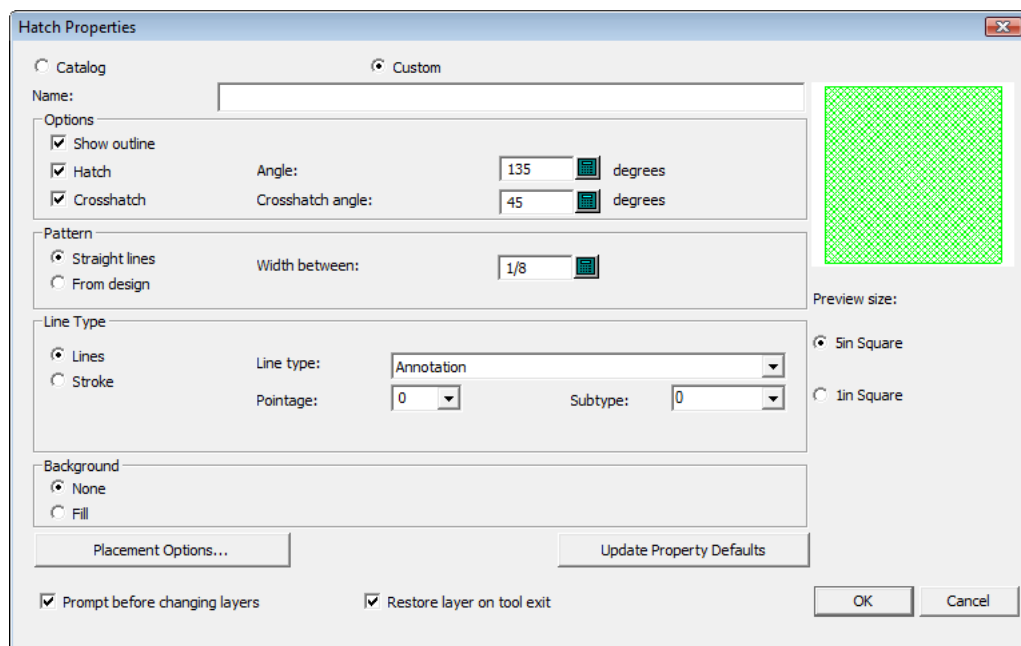 Hatch Properties
Catalog
Custom
Name:
Options
Show outline
Hatch
Angle:
135
degrees
Crosshatch
Crosshatch angle:
45
degrees
Pattern
Straight lines
From design
Width between:
1/8
Preview size:
5in Square
1in Square
Line Type
Lines
Stroke
Line type:
Annotation
Pointage:
0
Subtype:
0
Background
None
Fill
Placement Options...
Update Property Defaults
Prompt before changing layers
Restore layer on tool exit
OK
Cancel